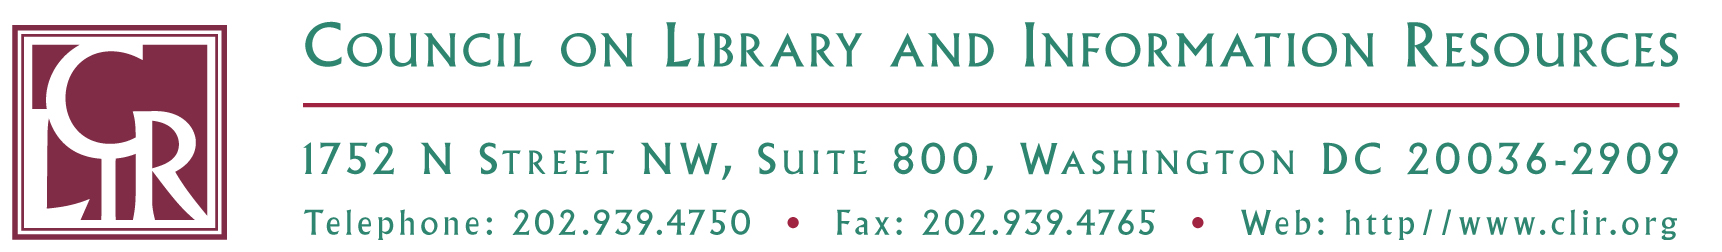 CLIR
Council on Library and Information Resources
1752 N Street NW, Suite 800, Washington DC 20036-2909
Telephone: 202.939.4750 • Fax: 202.939.4765 • Web: http//www.clir.org